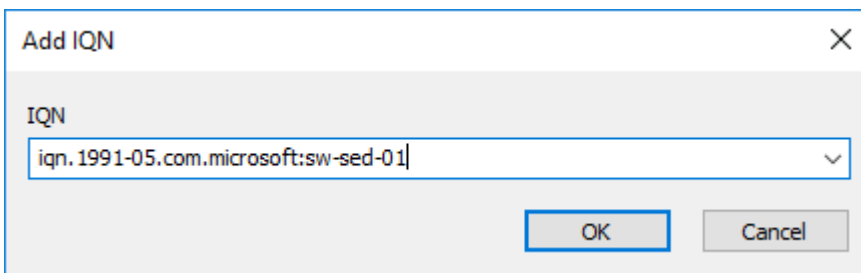 Add IQN
IQN
iqn.1991-05.com.microsoft:sw-sed-01
OK
Cancel